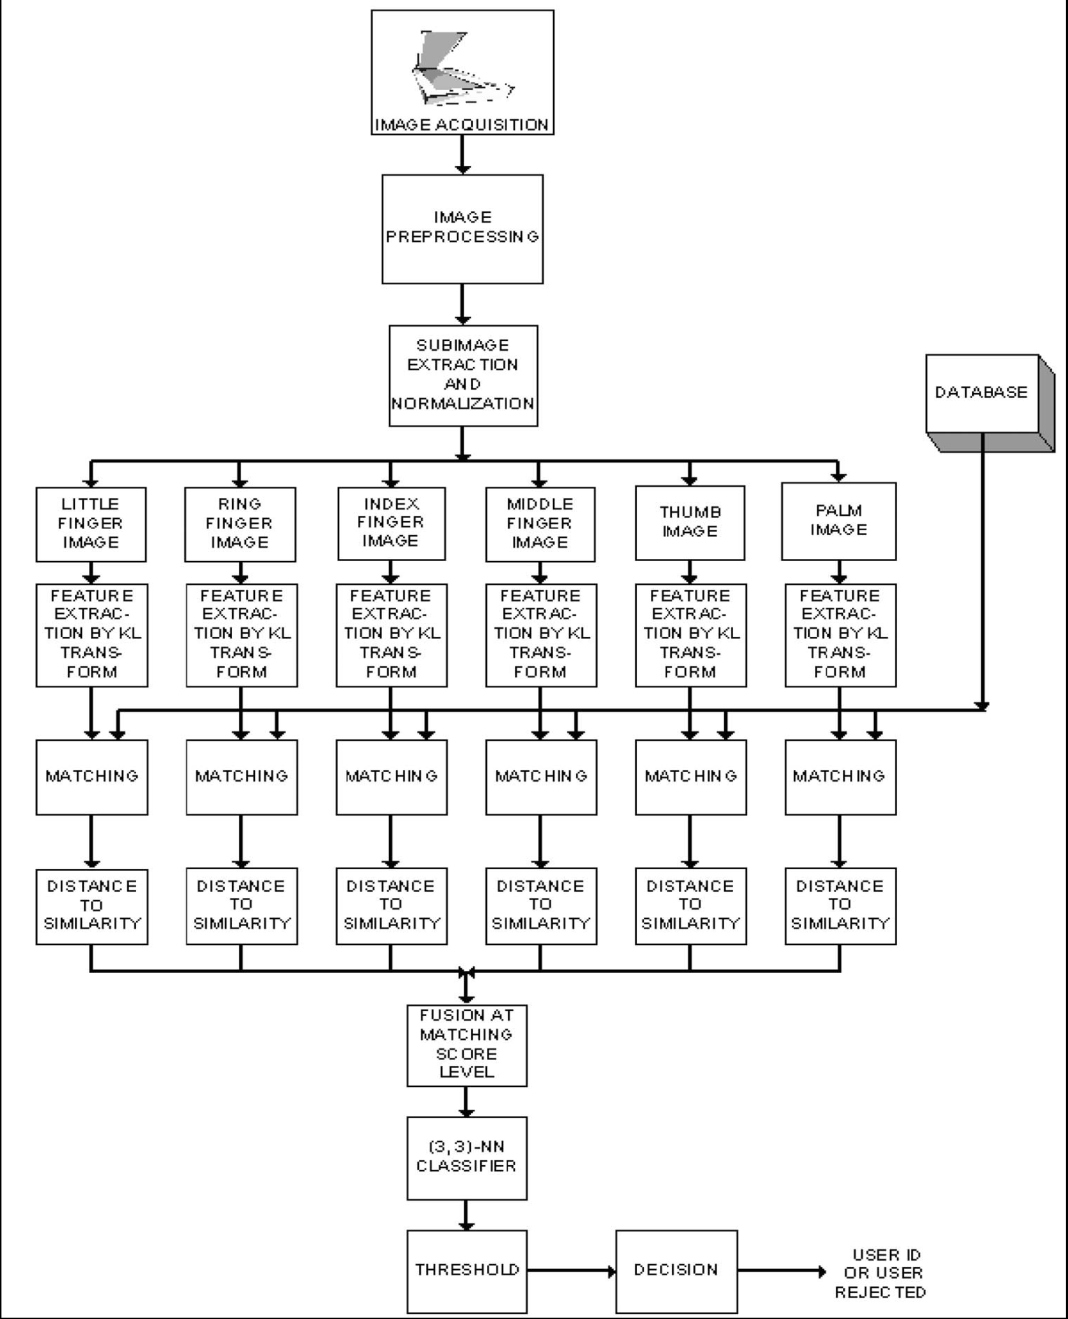 IMAGE ACQUISITION
IMAGE
PREPROCESSING
SUBIMAGE
EXTRACTION
AND
NORMALIZATION
DATABASE
LITTLE
FINGER
IMAGE
RING
FINGER
IMAGE
INDEX
FINGER
IMAGE
MIDDLE
FINGER
IMAGE
THUMB
IMAGE
PALM
IMAGE
FEATURE
EXTRAC-
TION BY KL
TRANS-
FORM
FEATURE
EXTRAC-
TION BY KL
TRANS-
FORM
FEATURE
EXTRAC-
TION BY KL
TRANS-
FORM
FEATURE
EXTRAC-
TION BY KL
TRANS-
FORM
FEATURE
EXTRAC-
TION BY KL
TRANS-
FORM
FEATURE
EXTRAC-
TION BY KL
TRANS-
FORM
MATCHING
MATCHING
MATCHING
MATCHING
MATCHING
MATCHING
DISTANCE
TO
SIMILARITY
DISTANCE
TO
SIMILARITY
DISTANCE
TO
SIMILARITY
DISTANCE
TO
SIMILARITY
DISTANCE
TO
SIMILARITY
DISTANCE
TO
SIMILARITY
FUSION AT
MATCHING
SCORE
LEVEL
(3,3)-NN
CLASSIFIER
THRESHOLD
DECISION
USER ID
OR USER
REJECTED